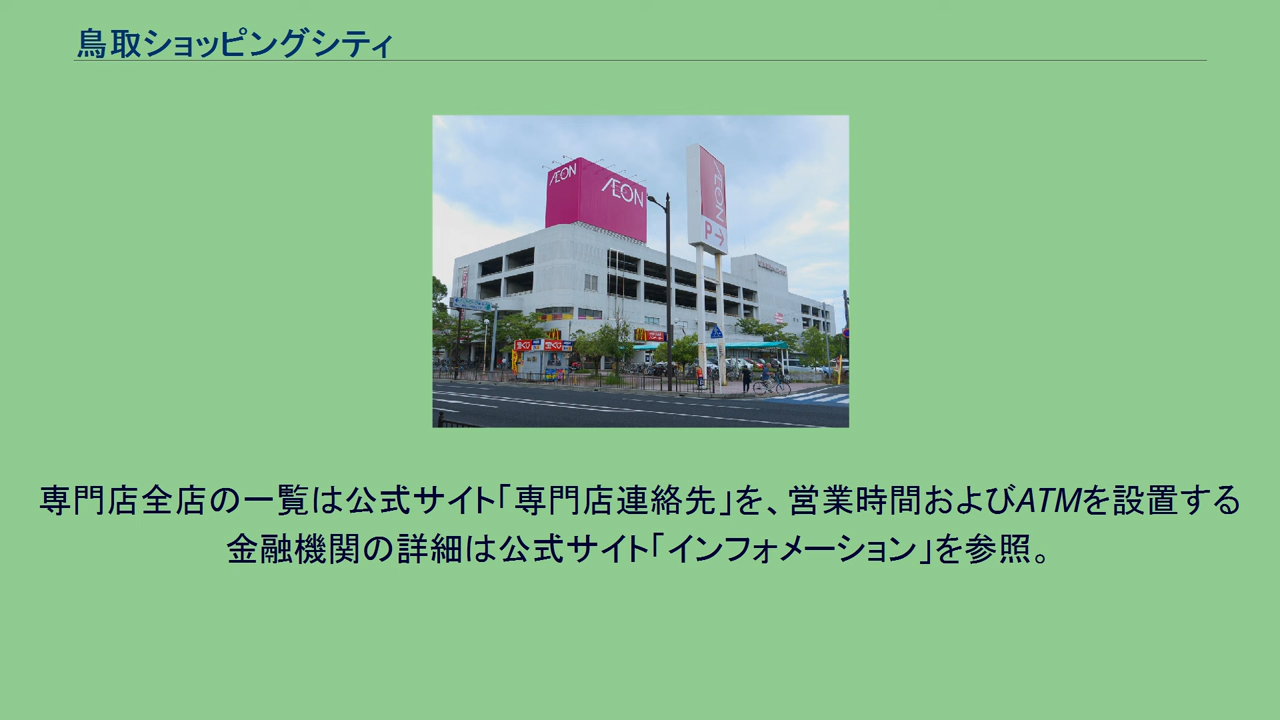 鳥取ショッピングシティ
ÆON
ÆON
ÆON
P→
専門店全店の一覧は公式サイト「専門店連絡先」を、営業時間およびATMを設置する
金融機関の詳細は公式サイト「インフォメーション」を参照。